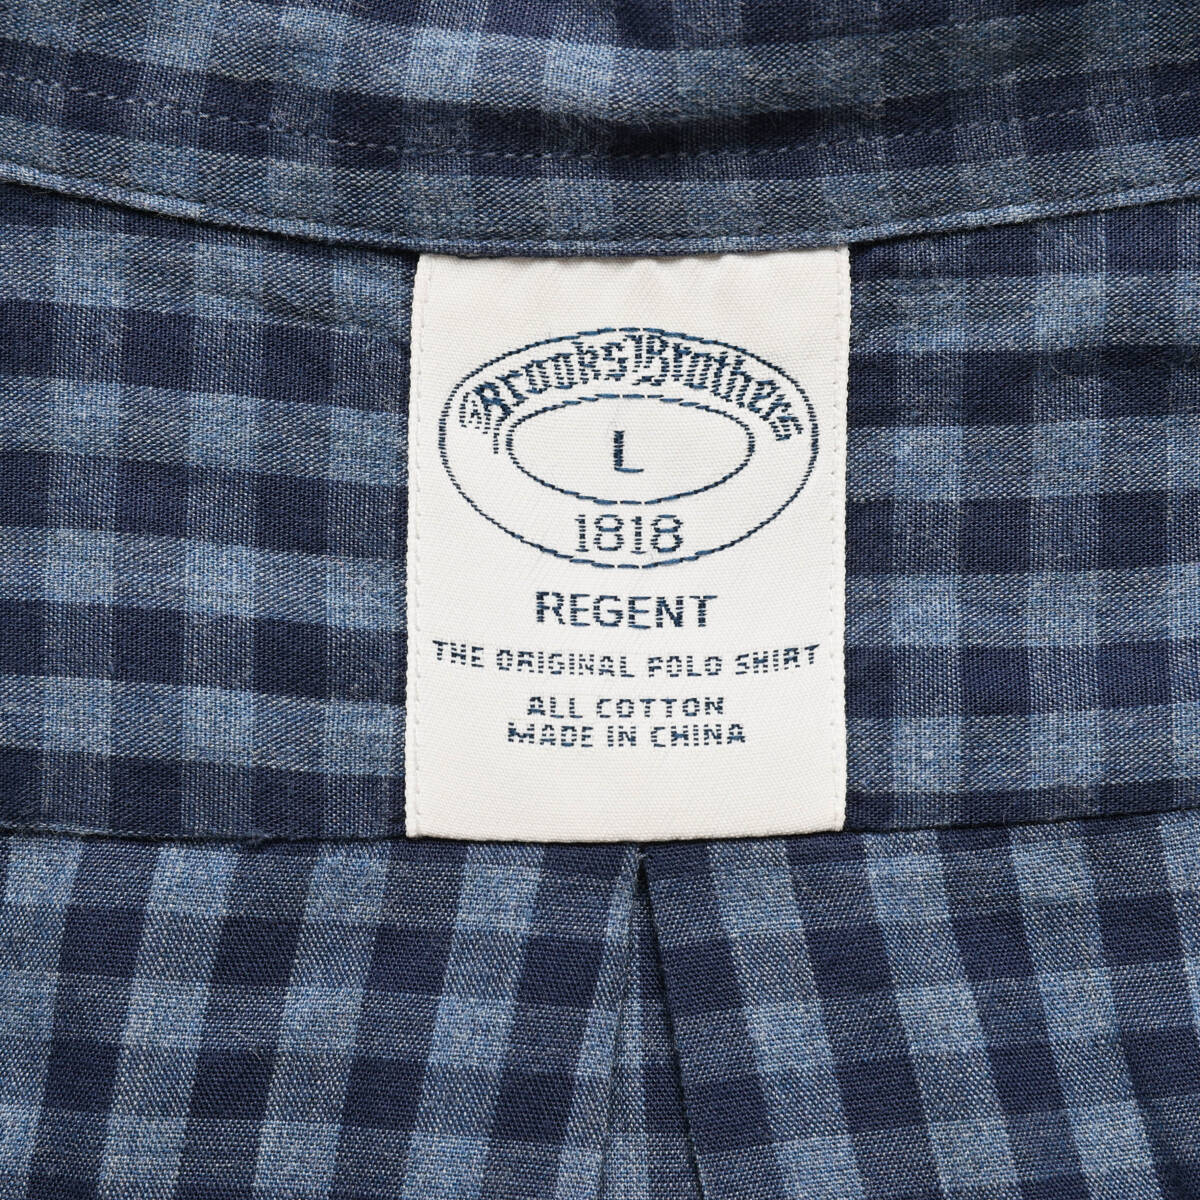 Brooks Brothers
L
1818
REGENT
THE ORIGINAL POLO SHIRT
ALL COTTON
MADE IN CHINA